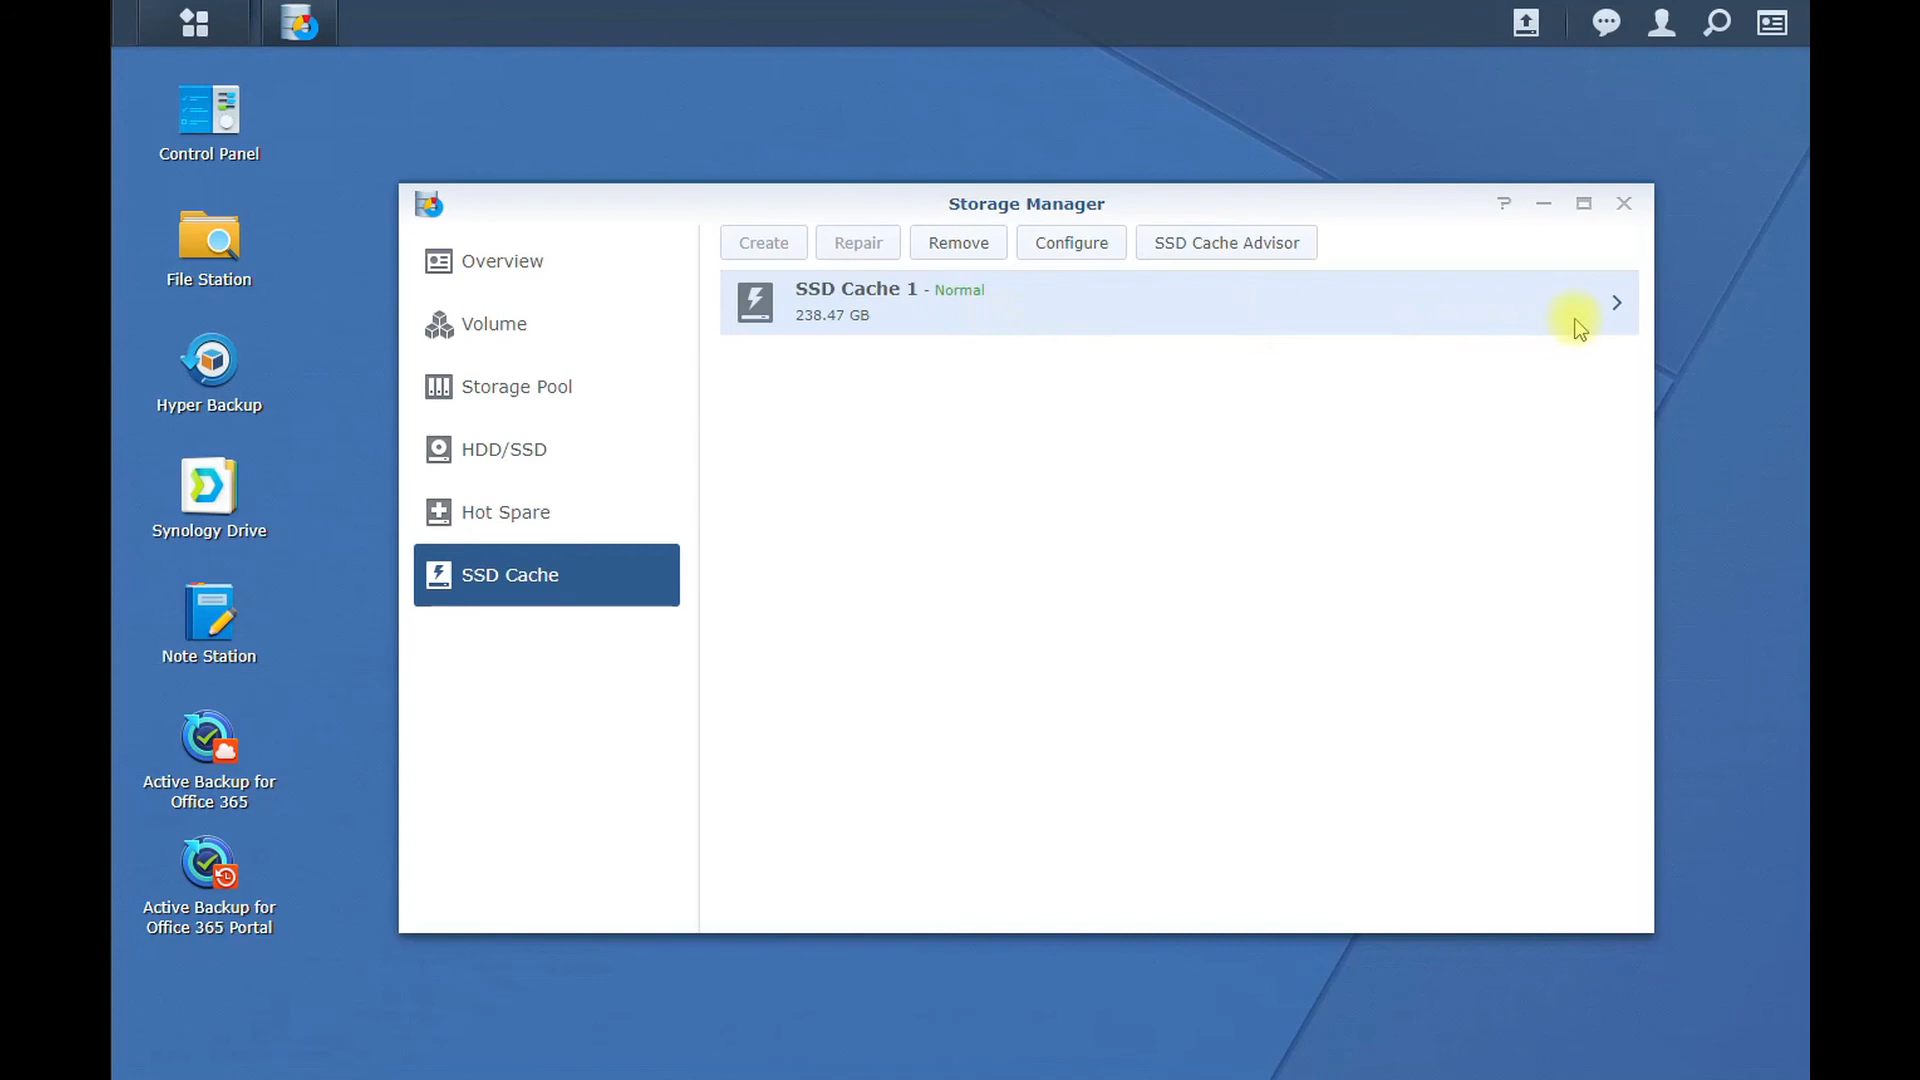 Control Panel
File Station
Hyper Backup
Synology Drive
Note Station
Active Backup for
Office 365
Active Backup for
Office 365 Portal
Storage Manager
Overview
Volume
Storage Pool
HDD/SSD
Hot Spare
SSD Cache
Create Repair Remove Configure SSD Cache Advisor
SSD Cache 1 - Normal
238.47 GB